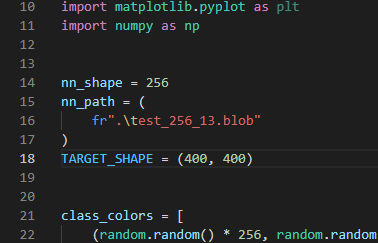 10 import matplotlib.pyplot as plt
11 import numpy as np
12
13
14 nn_shape = 256
15 nn_path = (
16     fr".\test_256_13.blob"
17 )
18 TARGET_SHAPE = (400, 400)
19
20
21 class_colors = [
22     (random.random() * 256, random.random